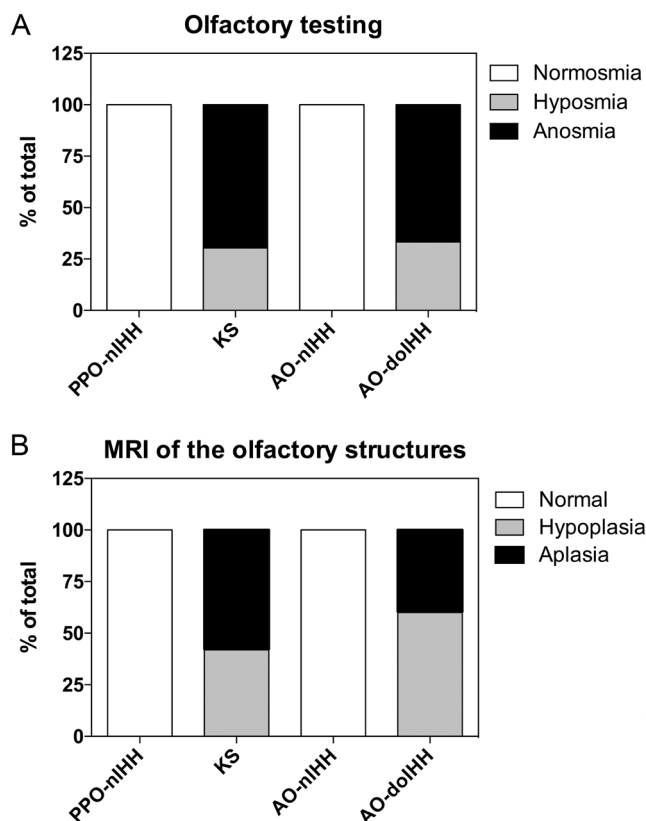 A
Olfactory testing
125
100
75
50
25
0
% ot total
PPO-nIHH
KS
AO-nIHH
AO-doIHH
Normosmia
Hyposmia
Anosmia
B
MRI of the olfactory structures
125
100
75
50
25
0
% of total
PPO-nIHH
KS
AO-nIHH
AO-doIHH
Normal
Hypoplasia
Aplasia